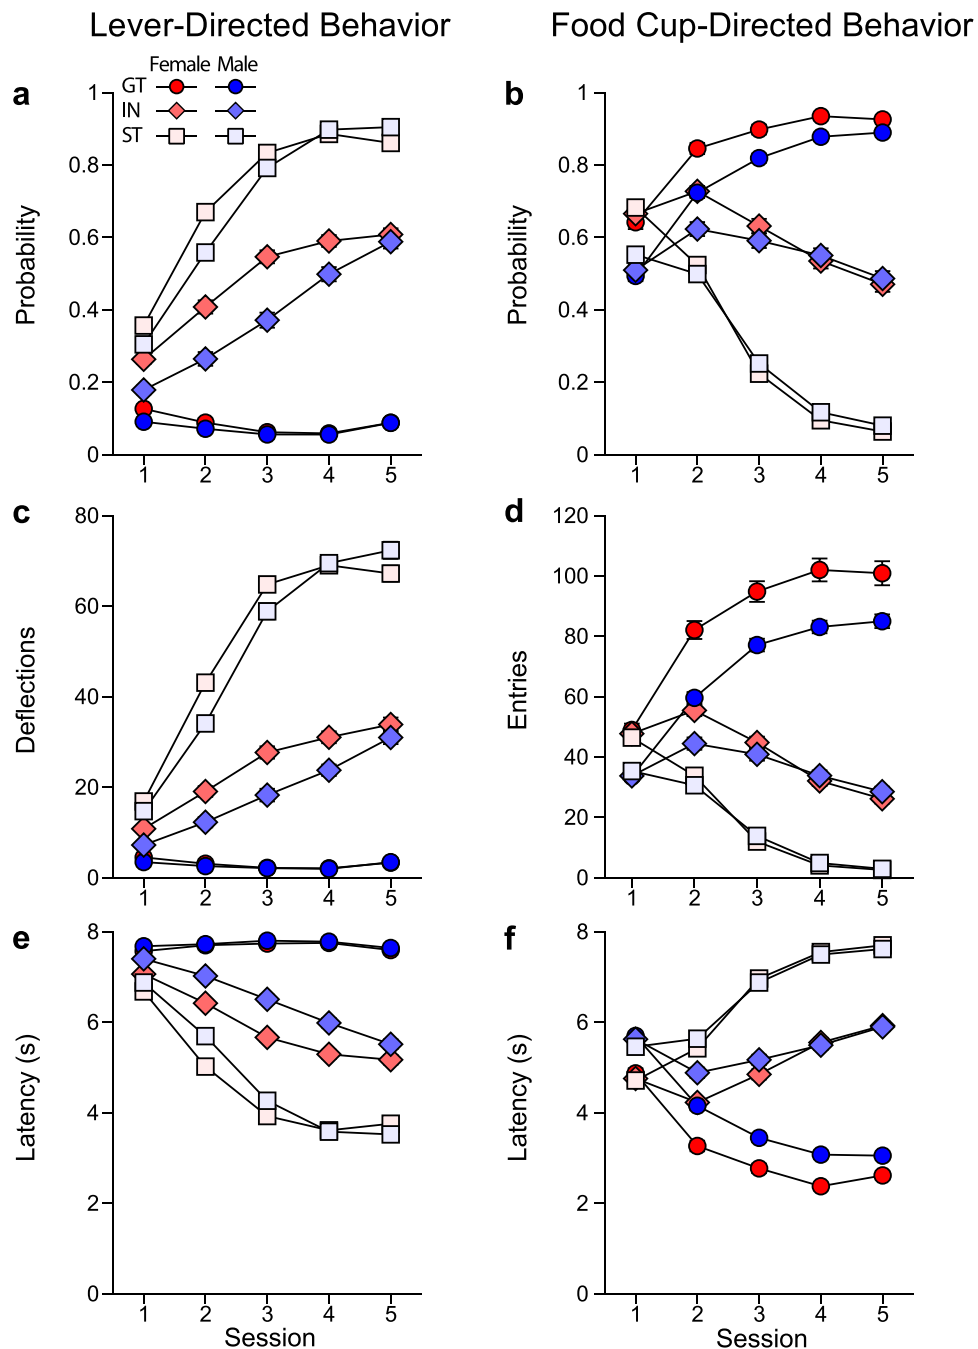 Lever-Directed Behavior
Food Cup-Directed Behavior
Female Male
GT
IN
ST
a
Probability
1
0.8
0.6
0.4
0.2
0
1 2 3 4 5
b
Probability
1
0.8
0.6
0.4
0.2
0
1 2 3 4 5
c
Deflections
80
60
40
20
0
1 2 3 4 5
d
Entries
120
100
80
60
40
20
0
1 2 3 4 5
e
Latency (s)
8
6
4
2
0
1 2 3 4 5
Session
f
Latency (s)
8
6
4
2
0
1 2 3 4 5
Session